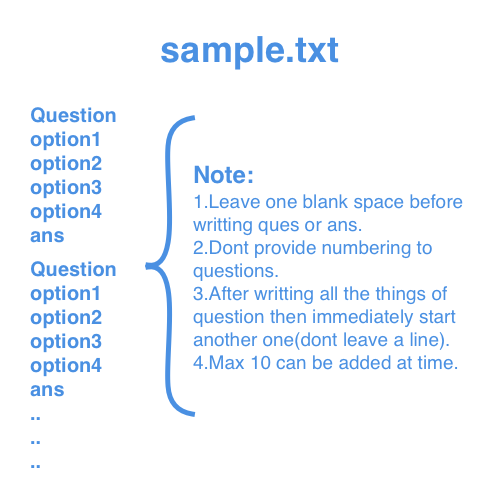 sample.txt
Question
option1
option2
option3
option4
ans
Question
option1
option2
option3
option4
ans
..
..
..
Note:
1.Leave one blank space before
writting ques or ans.
2.Dont provide numbering to
questions.
3.After writting all the things of
question then immediately start
another one(dont leave a line).
4.Max 10 can be added at time.